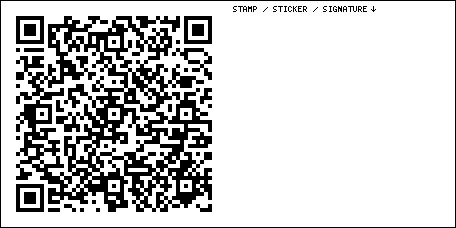 STAMP / STICKER / SIGNATURE ↓